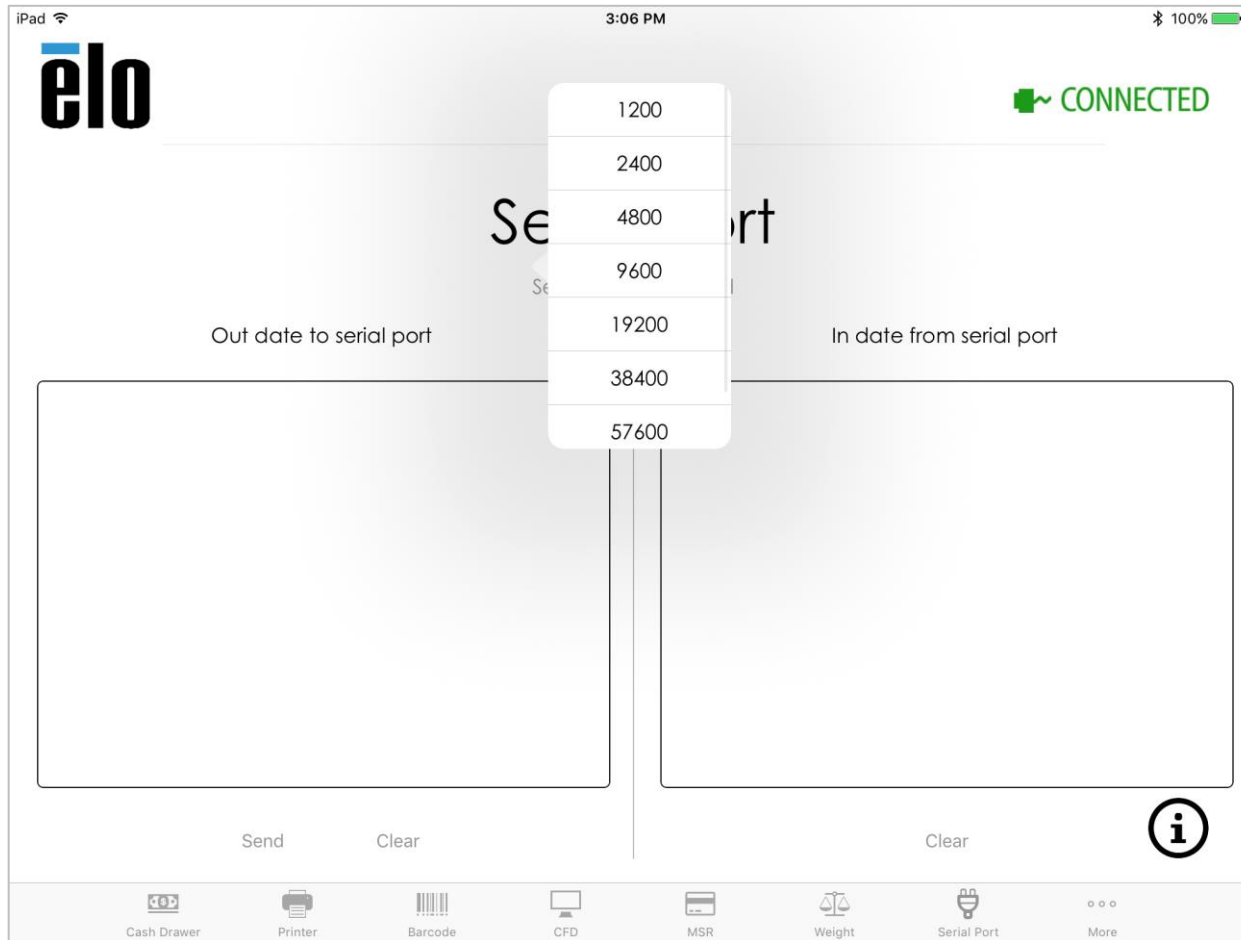 iPad 3:06 PM 100%
elo
CONNECTED
1200
2400
4800
9600
19200
38400
57600
Se rt
Se
Out date to serial port
In date from serial port
Send Clear
Clear
i
Cash Drawer Printer Barcode CFD MSR Weight Serial Port More